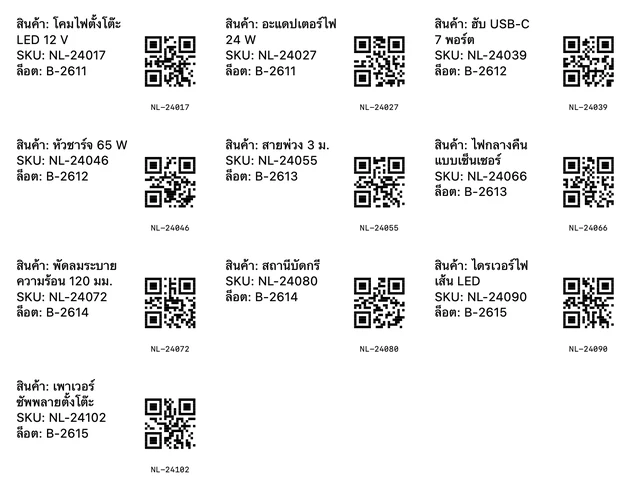 สินค้า: โคมไฟตั้งโต๊ะ
LED 12 V
SKU: NL-24017
ล็อต: B-2611
NL-24017
สินค้า: อะแดปเตอร์ไฟ
24 W
SKU: NL-24027
ล็อต: B-2611
NL-24027
สินค้า: ฮับ USB-C
7 พอร์ต
SKU: NL-24039
ล็อต: B-2612
NL-24039
สินค้า: หัวชาร์จ 65 W
SKU: NL-24046
ล็อต: B-2612
NL-24046
สินค้า: สายพ่วง 3 ม.
SKU: NL-24055
ล็อต: B-2613
NL-24055
สินค้า: ไฟกลางคืน
แบบเซ็นเซอร์
SKU: NL-24066
ล็อต: B-2613
NL-24066
สินค้า: พัดลมระบาย
ความร้อน 120 มม.
SKU: NL-24072
ล็อต: B-2614
NL-24072
สินค้า: สถานีบัดกรี
SKU: NL-24080
ล็อต: B-2614
NL-24080
สินค้า: ไดรเวอร์ไฟ
เส้น LED
SKU: NL-24090
ล็อต: B-2615
NL-24090
สินค้า: เพาเวอร์
ซัพพลายตั้งโต๊ะ
SKU: NL-24102
ล็อต: B-2615
NL-24102